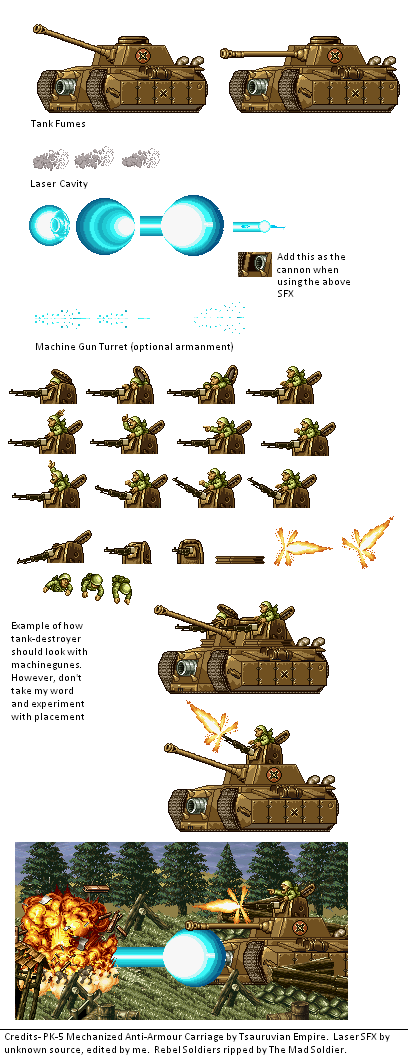 Tank Fumes
Laser Cavity
Add this as the
cannon when
using the above
SFX
Machine Gun Turret (optional armanment)
Example of how
tank-destroyer
should look with
machinegunes.
However, don't
take my word
and experiment
with placement
Credits- PK-5 Mechanized Anti-Armour Carriage by Tsauruvian Empire. Laser SFX by
unknown source, edited by me. Rebel Soldiers ripped by The Mad Soldier.